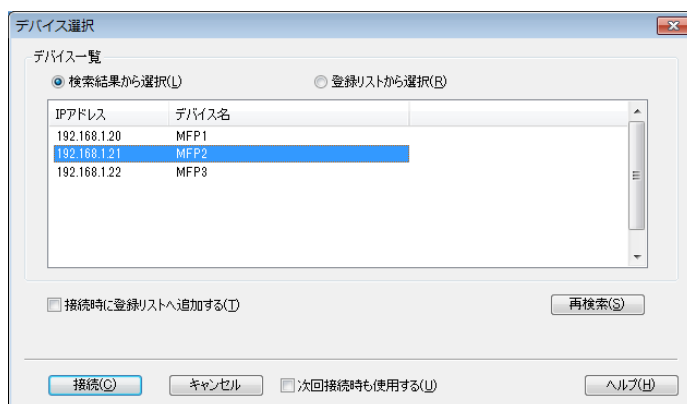 デバイス選択
デバイス一覧
検索結果から選択(L) 登録リストから選択(R)
IPアドレス デバイス名
192.168.1.20 MFP1
192.168.1.21 MFP2
192.168.1.22 MFP3
接続時に登録リストへ追加する(T) 再検索(S)
接続(C) キャンセル 次回接続時も使用する(U) ヘルプ(H)